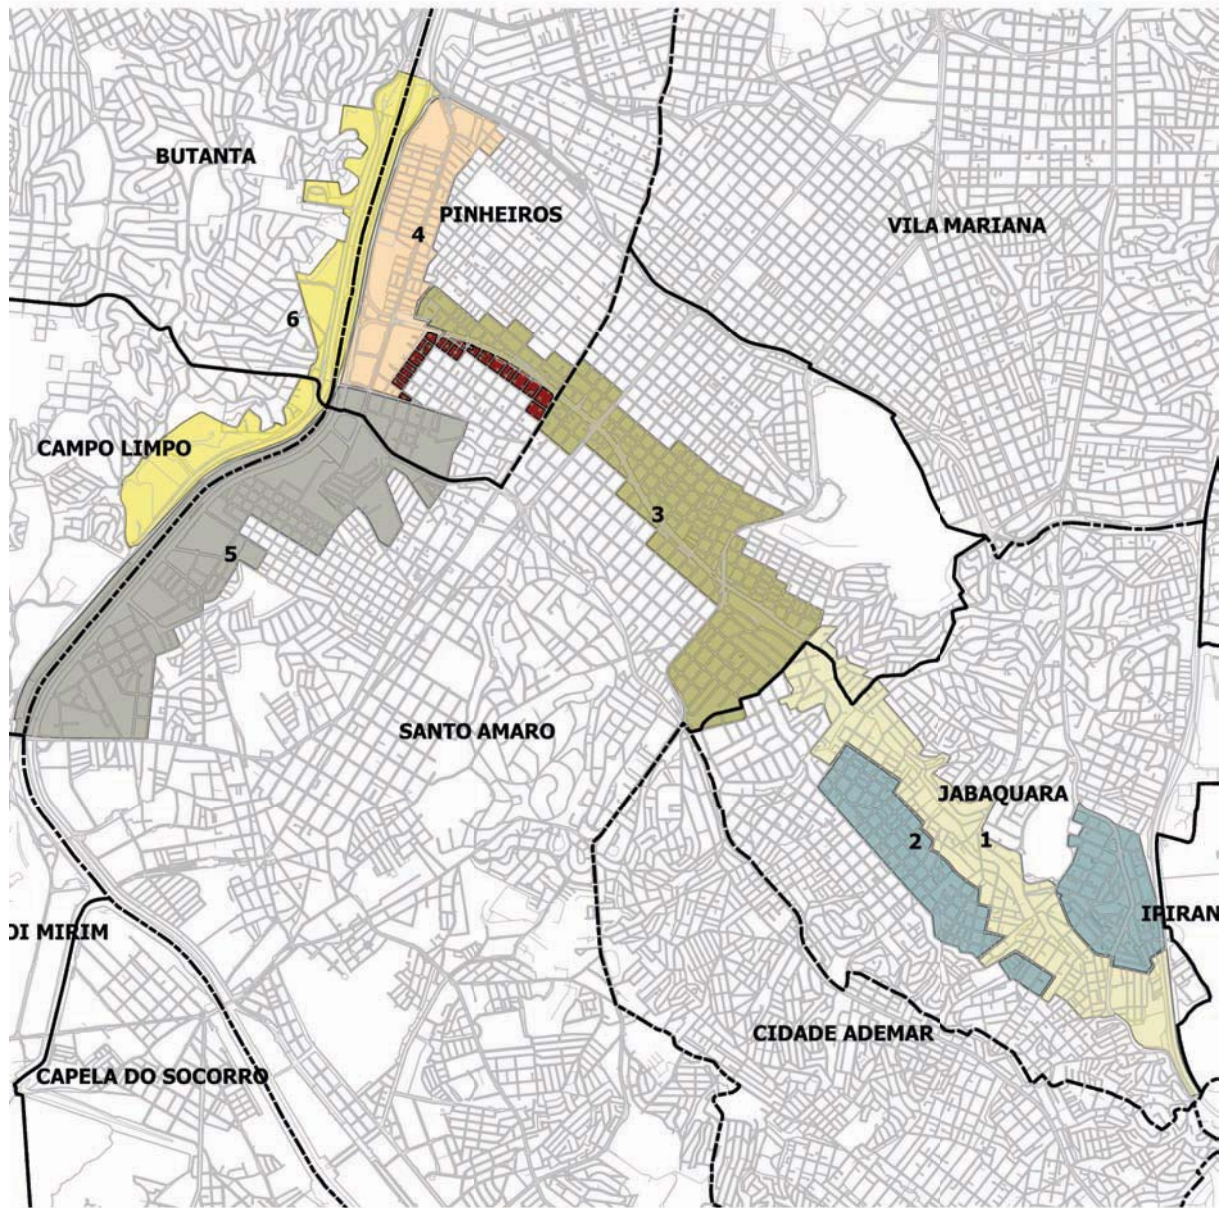 BUTANTA
PINHEIROS
4
VILA MARIANA
6
CAMPO LIMPO
3
5
SANTO AMARO
JABAQUARA
2
1
OI MIRIM
IPIRAN
CIDADE ADEMAR
CAPELA DO SOCORRO